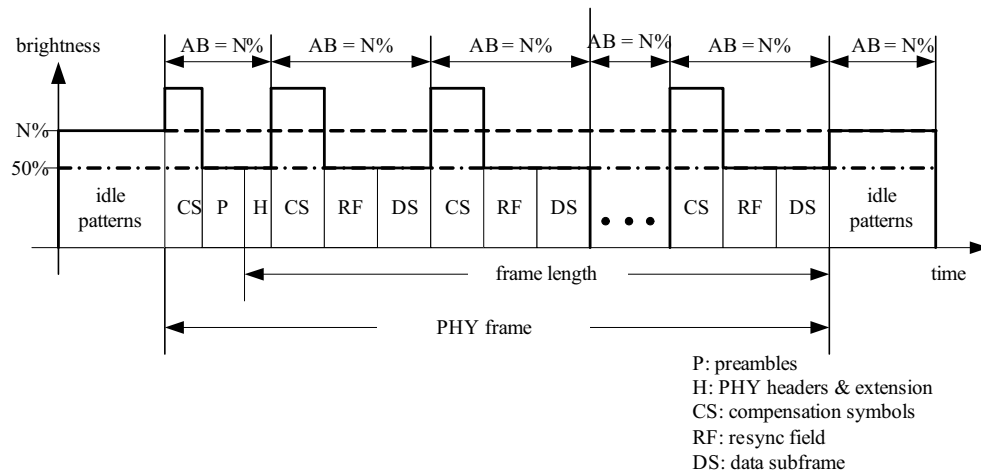 brightness
AB = N% AB = N% AB = N% AB = N% AB = N% AB = N%
N%
50%
idle patterns CS P H CS RF DS CS RF DS • • • CS RF DS idle patterns
frame length
time
PHY frame
P: preambles
H: PHY headers & extension
CS: compensation symbols
RF: resync field
DS: data subframe